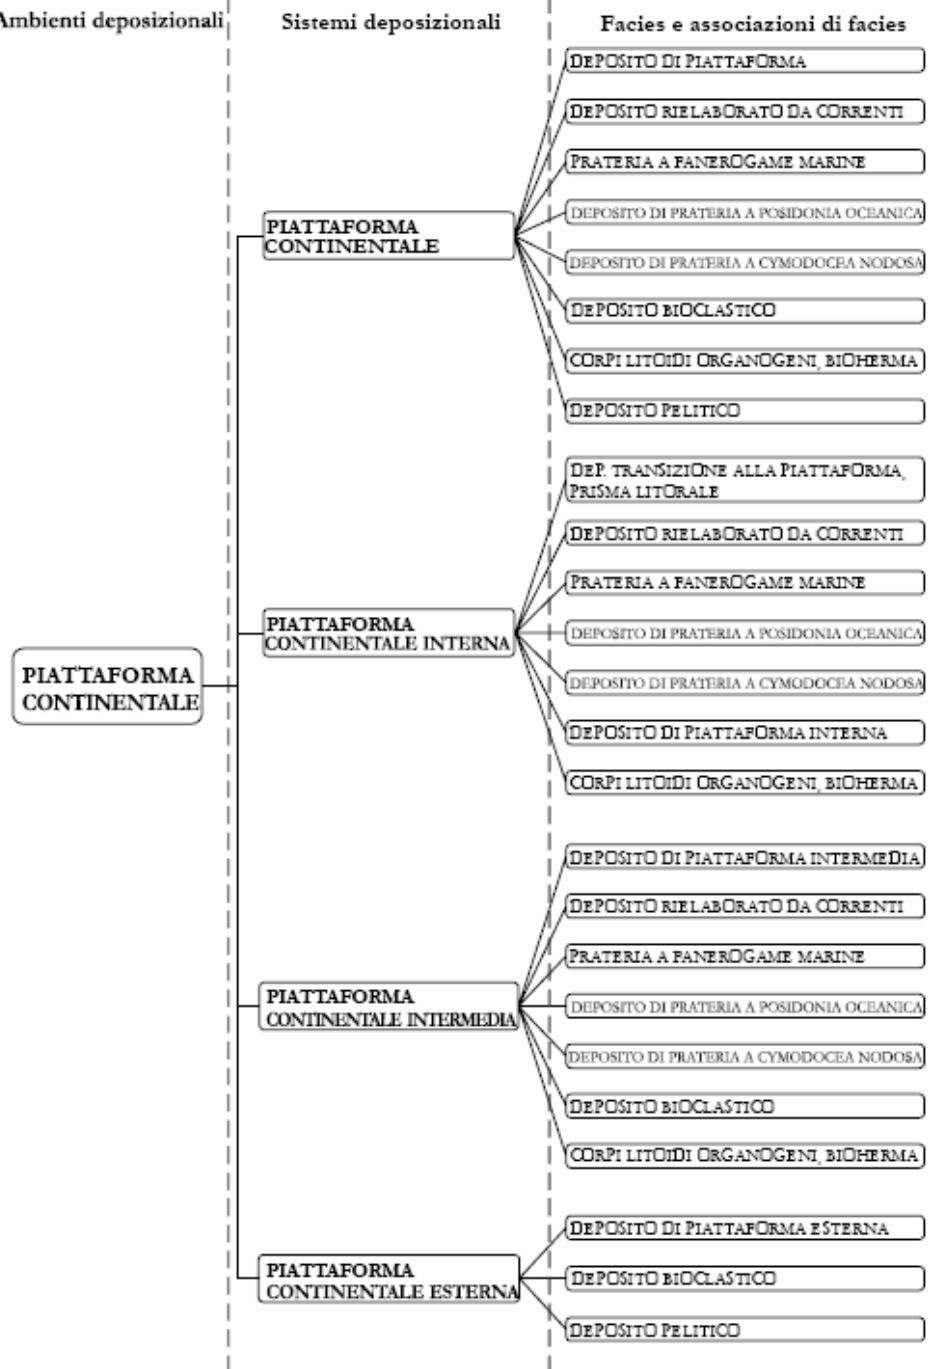 Ambienti deposizionali
Sistemi deposizionali
Facies e associazioni di facies
PIATTAFORMA
CONTINENTALE
PIATTAFORMA
CONTINENTALE
DEPOSITO DI PIATTAFORMA
DEPOSITO RIELABORATO DA CORRENTI
PRATERIA A FANEROGAME MARINE
DEPOSITO DI PRATERIA A POSIDONIA OCEANICA
DEPOSITO DI PRATERIA A CYMODOCEA NODOSA
DEPOSITO BIOCLASTICO
CORPI LITOIDI ORGANOGENI, BIOHERMA
DEPOSITO PELITICO
PIATTAFORMA
CONTINENTALE INTERNA
DEP. TRANSIZIONE ALLA PIATTAFORMA,
PRISMA LITORALE
DEPOSITO RIELABORATO DA CORRENTI
PRATERIA A FANEROGAME MARINE
DEPOSITO DI PRATERIA A POSIDONIA OCEANICA
DEPOSITO DI PRATERIA A CYMODOCEA NODOSA
DEPOSITO DI PIATTAFORMA INTERNA
CORPI LITOIDI ORGANOGENI, BIOHERMA
PIATTAFORMA
CONTINENTALE INTERMEDIA
DEPOSITO DI PIATTAFORMA INTERMEDIA
DEPOSITO RIELABORATO DA CORRENTI
PRATERIA A FANEROGAME MARINE
DEPOSITO DI PRATERIA A POSIDONIA OCEANICA
DEPOSITO DI PRATERIA A CYMODOCEA NODOSA
DEPOSITO BIOCLASTICO
CORPI LITOIDI ORGANOGENI, BIOHERMA
PIATTAFORMA
CONTINENTALE ESTERNA
DEPOSITO DI PIATTAFORMA ESTERNA
DEPOSITO BIOCLASTICO
DEPOSITO PELITICO